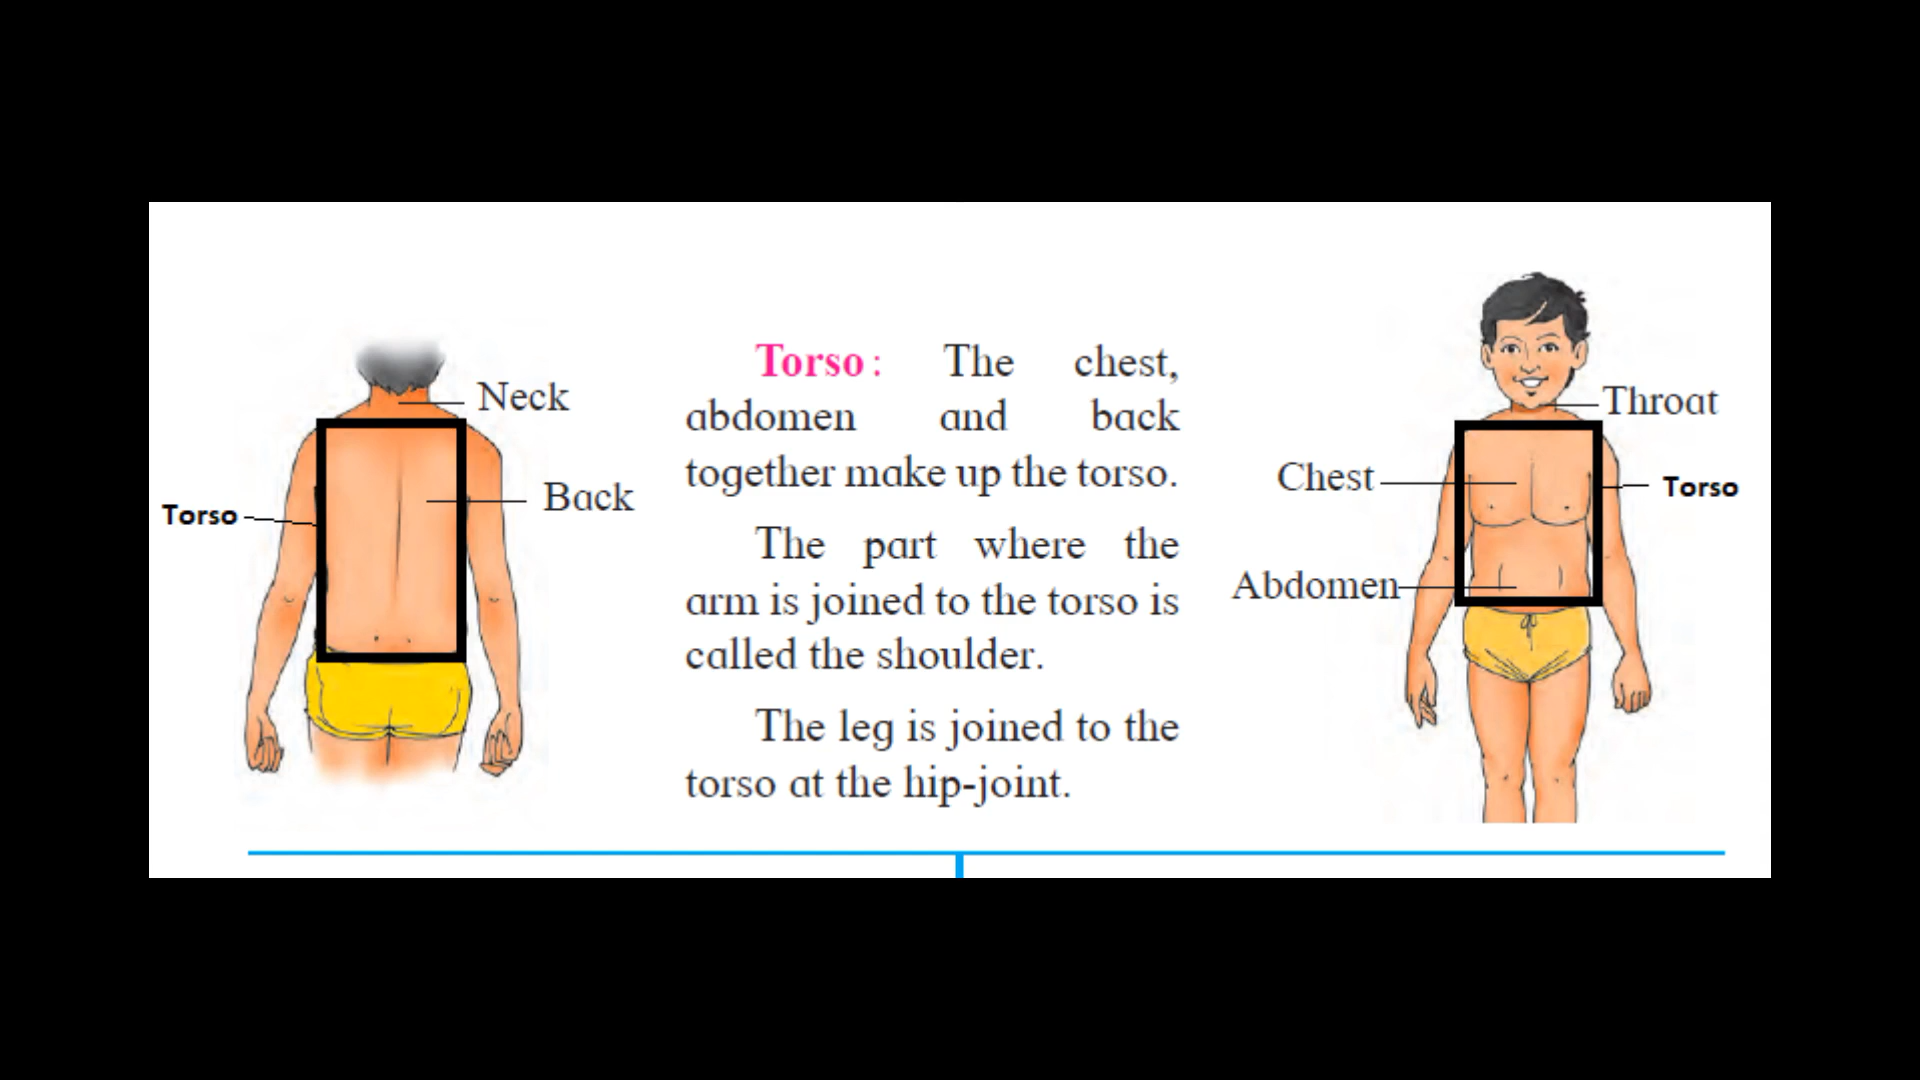 Neck
Back
Torso
Torso : The chest,
abdomen and back
together make up the torso.
The part where the
arm is joined to the torso is
called the shoulder.
The leg is joined to the
torso at the hip-joint.
Throat
Chest
Torso
Abdomen